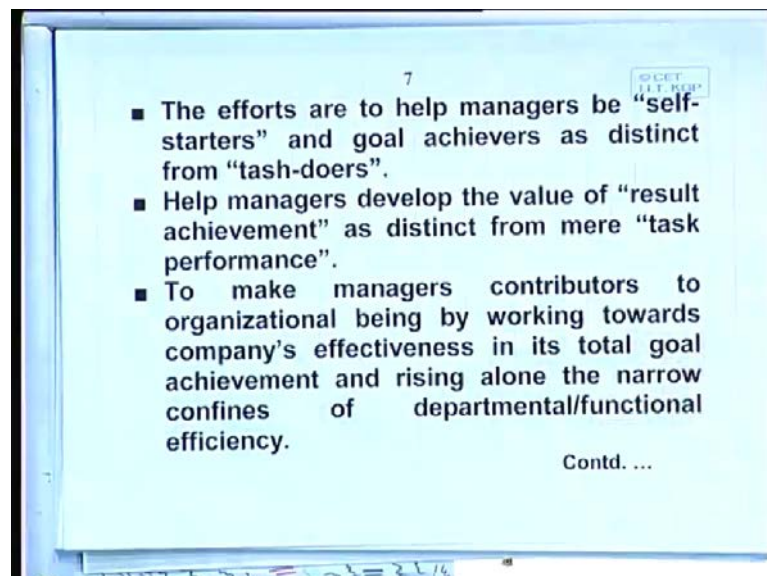 7
© CET
I.I.T. KGP
■ The efforts are to help managers be “self-
starters” and goal achievers as distinct
from “tash-doers”.
■ Help managers develop the value of “result
achievement” as distinct from mere “task
performance”.
■ To make managers contributors to
organizational being by working towards
company’s effectiveness in its total goal
achievement and rising alone the narrow
confines of departmental/functional
efficiency.
Contd. ...